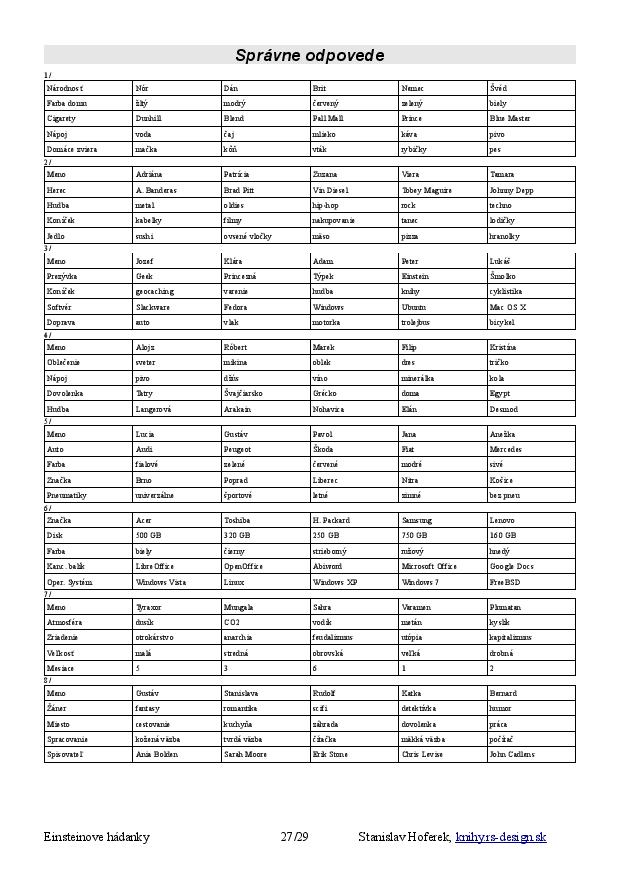 Správne odpovede
1/
Národnosť Nór Dán Brit Nemec Švéd
Farba domu žltý modrý červený zelený biely
Cigarety Dunhill Blend Pall Mall Prince Blue Master
Nápoj voda čaj mlieko káva pivo
Domáce zviera mačka kôň vták rybičky pes
2/
Meno Adriána Patrícia Zuzana Viera Tamara
Herec A. Banderas Brad Pitt Vin Diesel Tobey Maguire Johnny Depp
Hudba metal oldies hip-hop rock techno
Koníček kabelky filmy nakupovanie tanec lodičky
Jedlo sushi ovsené vločky mäso pizza hranolky
3/
Meno Jozef Klára Adam Peter Lukáš
Prezývka Geek Princezná Týpek Einstein Šmolko
Koníček geocaching varenie hudba knihy cyklistika
Softvér Slackware Fedora Windows Ubuntu Mac OS X
Doprava auto vlak motorka trolejbus bicykel
4/
Meno Alojz Róbert Marek Filip Kristína
Oblečenie sveter mikina oblek dres tričko
Nápoj pivo džús víno minerálka kola
Dovolenka Tatry Švajčiarsko Grécko doma Egypt
Hudba Langerová Arakain Nohavica Elán Desmod
5/
Meno Lucia Gustáv Pavol Jana Anežka
Auto Audi Peugeot Škoda Fiat Mercedes
Farba fialové zelené červené modré sivé
Značka Brno Poprad Liberec Nitra Košice
Pneumatiky univerzálne športové letné zimné bez pneu
6/
Značka Acer Toshiba H. Packard Samsung Lenovo
Disk 500 GB 320 GB 250 GB 750 GB 160 GB
Farba biely čierny strieborný ružový hnedý
Kanc. balík LibreOffice OpenOffice Abiword Microsoft Office Google Docs
Oper. Systém Windows Vista Linux Windows XP Windows 7 FreeBSD
7/
Meno Tyraxor Mungala Sahra Varamen Plumatan
Atmosféra dusík CO2 vodík metán kyslík
Zriadenie otrokárstvo anarchia feudalizmus utópia kapitalizmus
Veľkosť malá stredná obrovská veľká drobná
Mesiace 5 3 6 1 2
8/
Meno Gustáv Stanislava Rudolf Katka Bernard
Žáner fantasy romantika scifi detektívka humor
Miesto cestovanie kuchyňa záhrada dovolenka práca
Spracovanie kožená väzba tvrdá väzba čítačka mäkká väzba počítač
Spisovateľ Ania Bolden Sarah Moore Erik Stone Chris Levise John Cadlens
Einsteinove hádanky 27/29 Stanislav Hoferek, knihy.rs-design.sk